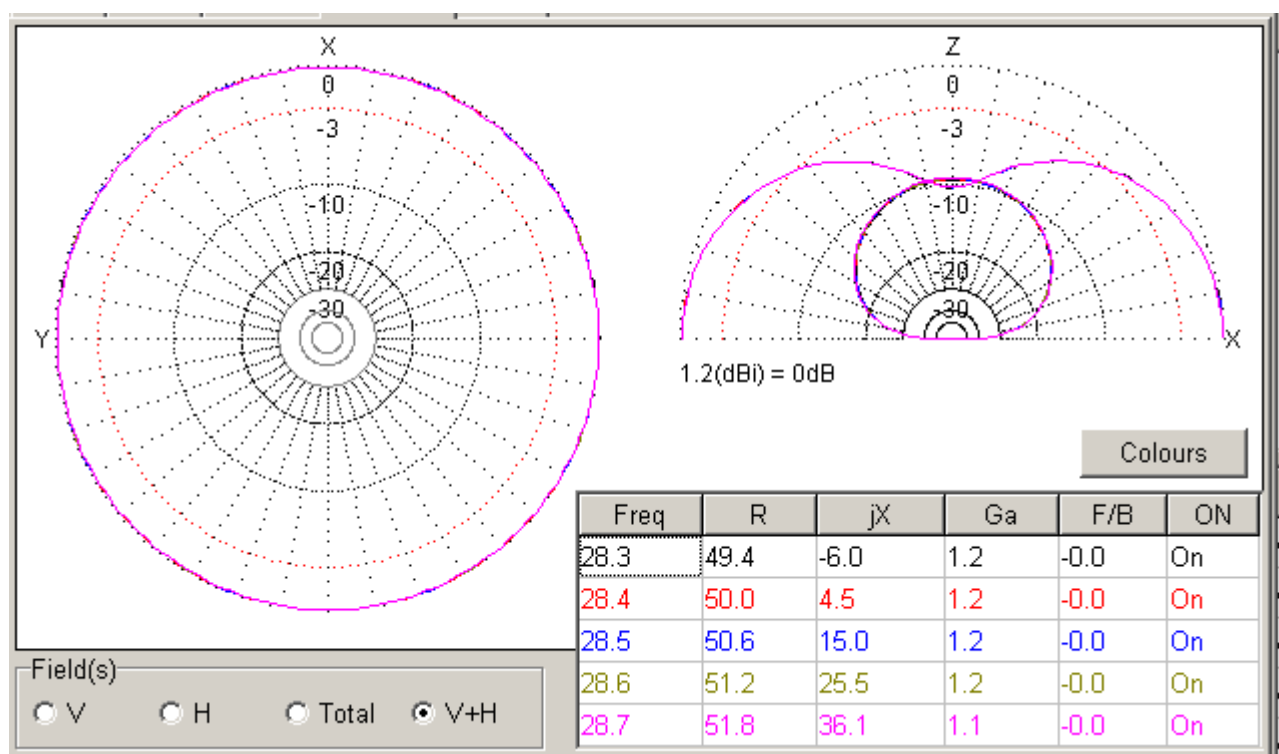 X
0
-3
-10
-20
-30
Y
Z
0
-3
-10
-20
-30
X
1.2(dBi) = 0dB
Colours
Freq R jX Ga F/B ON
28.3 49.4 -6.0 1.2 -0.0 On
28.4 50.0 4.5 1.2 -0.0 On
28.5 50.6 15.0 1.2 -0.0 On
28.6 51.2 25.5 1.2 -0.0 On
28.7 51.8 36.1 1.1 -0.0 On
Field(s)
V H Total V+H